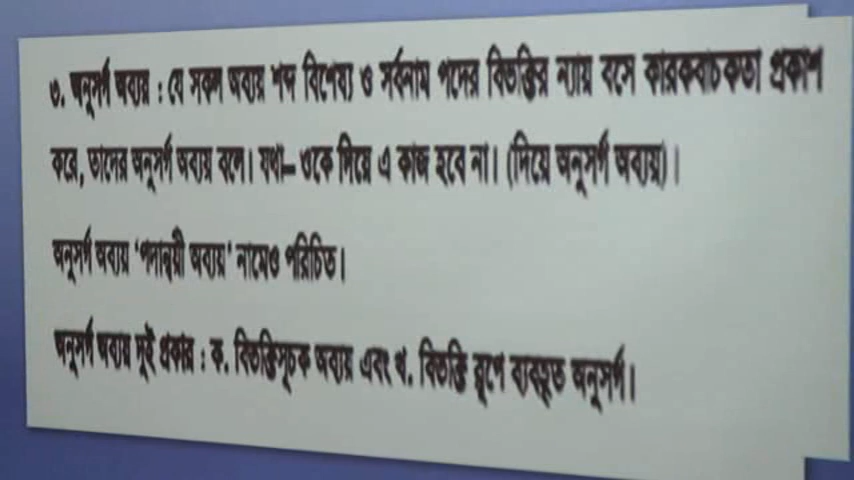 ৩. অনুসর্গ অব্যয় : যে সকল অব্যয় শব্দ বিশেষ্য ও সর্বনাম পদের বিভক্তির ন্যায় বসে কারকবাচকতা প্রকাশ
করে, তাদের অনুসর্গ অব্যয় বলে। যথা– ওকে দিয়ে এ কাজ হবে না। (দিয়ে অনুসর্গ অব্যয়)।
অনুসর্গ অব্যয় ‘পদান্বয়ী অব্যয়’ নামেও পরিচিত।
অনুসর্গ অব্যয় দুই প্রকার : ক. বিভক্তিসূচক অব্যয় এবং খ. বিভক্তি রূপে ব্যবহৃত অনুসর্গ।